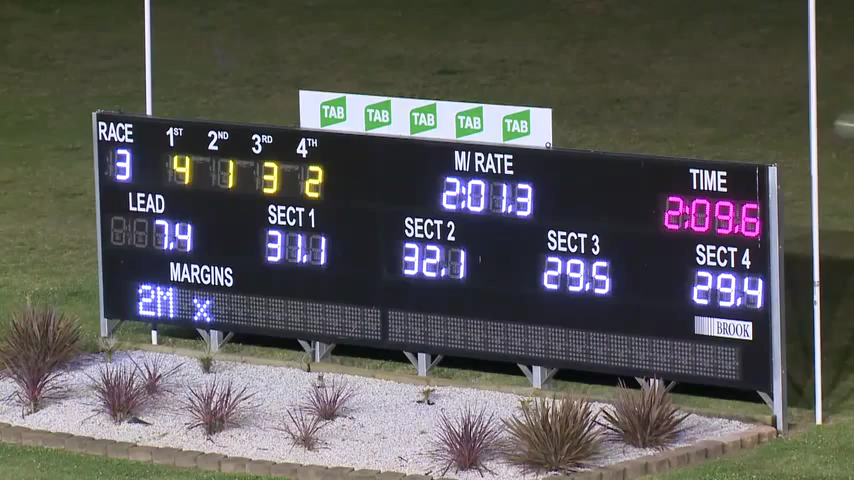 TAB TAB TAB TAB TAB
RACE 1ST 2ND 3RD 4TH M/ RATE TIME
3 4 1 3 2 2:01.3 2:09.6
LEAD SECT 1 SECT 2 SECT 3 SECT 4
7.4 31.1 32.1 29.5 29.4
MARGINS
2M x
BROOK